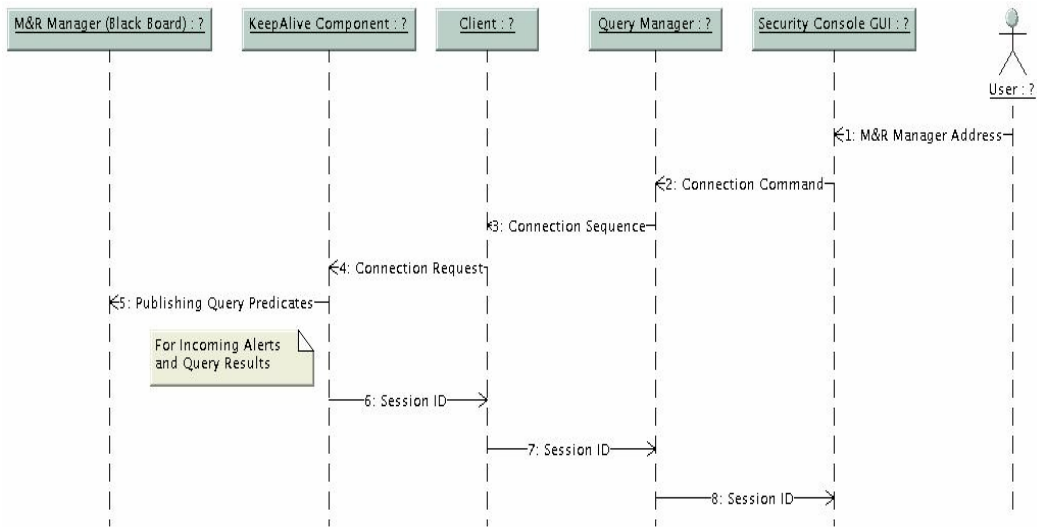 M&R Manager (Black Board) : ?
KeepAlive Component : ?
Client : ?
Query Manager : ?
Security Console GUI : ?
User : ?
1: M&R Manager Address
2: Connection Command
3: Connection Sequence
4: Connection Request
5: Publishing Query Predicates
For Incoming Alerts
and Query Results
6: Session ID
7: Session ID
8: Session ID